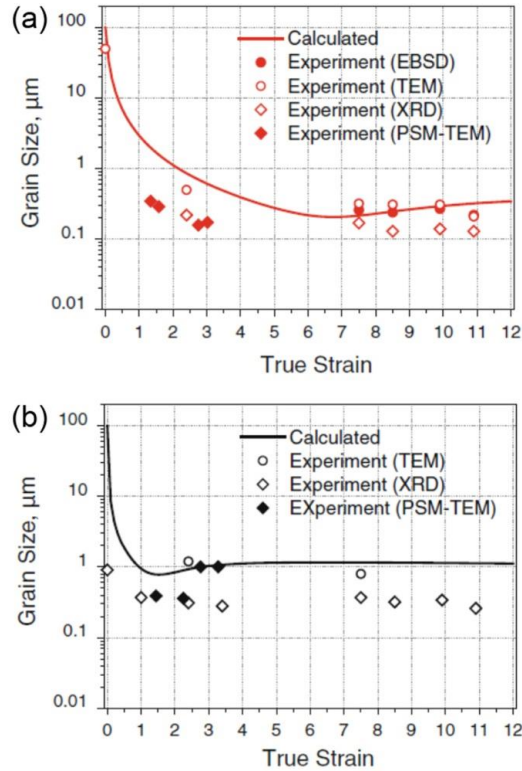 (a)
100
10
1
0.1
0.01
Grain Size, µm
Calculated
Experiment (EBSD)
Experiment (TEM)
Experiment (XRD)
Experiment (PSM-TEM)
0 1 2 3 4 5 6 7 8 9 10 11 12
True Strain
(b)
100
10
1
0.1
0.01
Grain Size, µm
Calculated
Experiment (TEM)
Experiment (XRD)
EXperiment (PSM-TEM)
0 1 2 3 4 5 6 7 8 9 10 11 12
True Strain